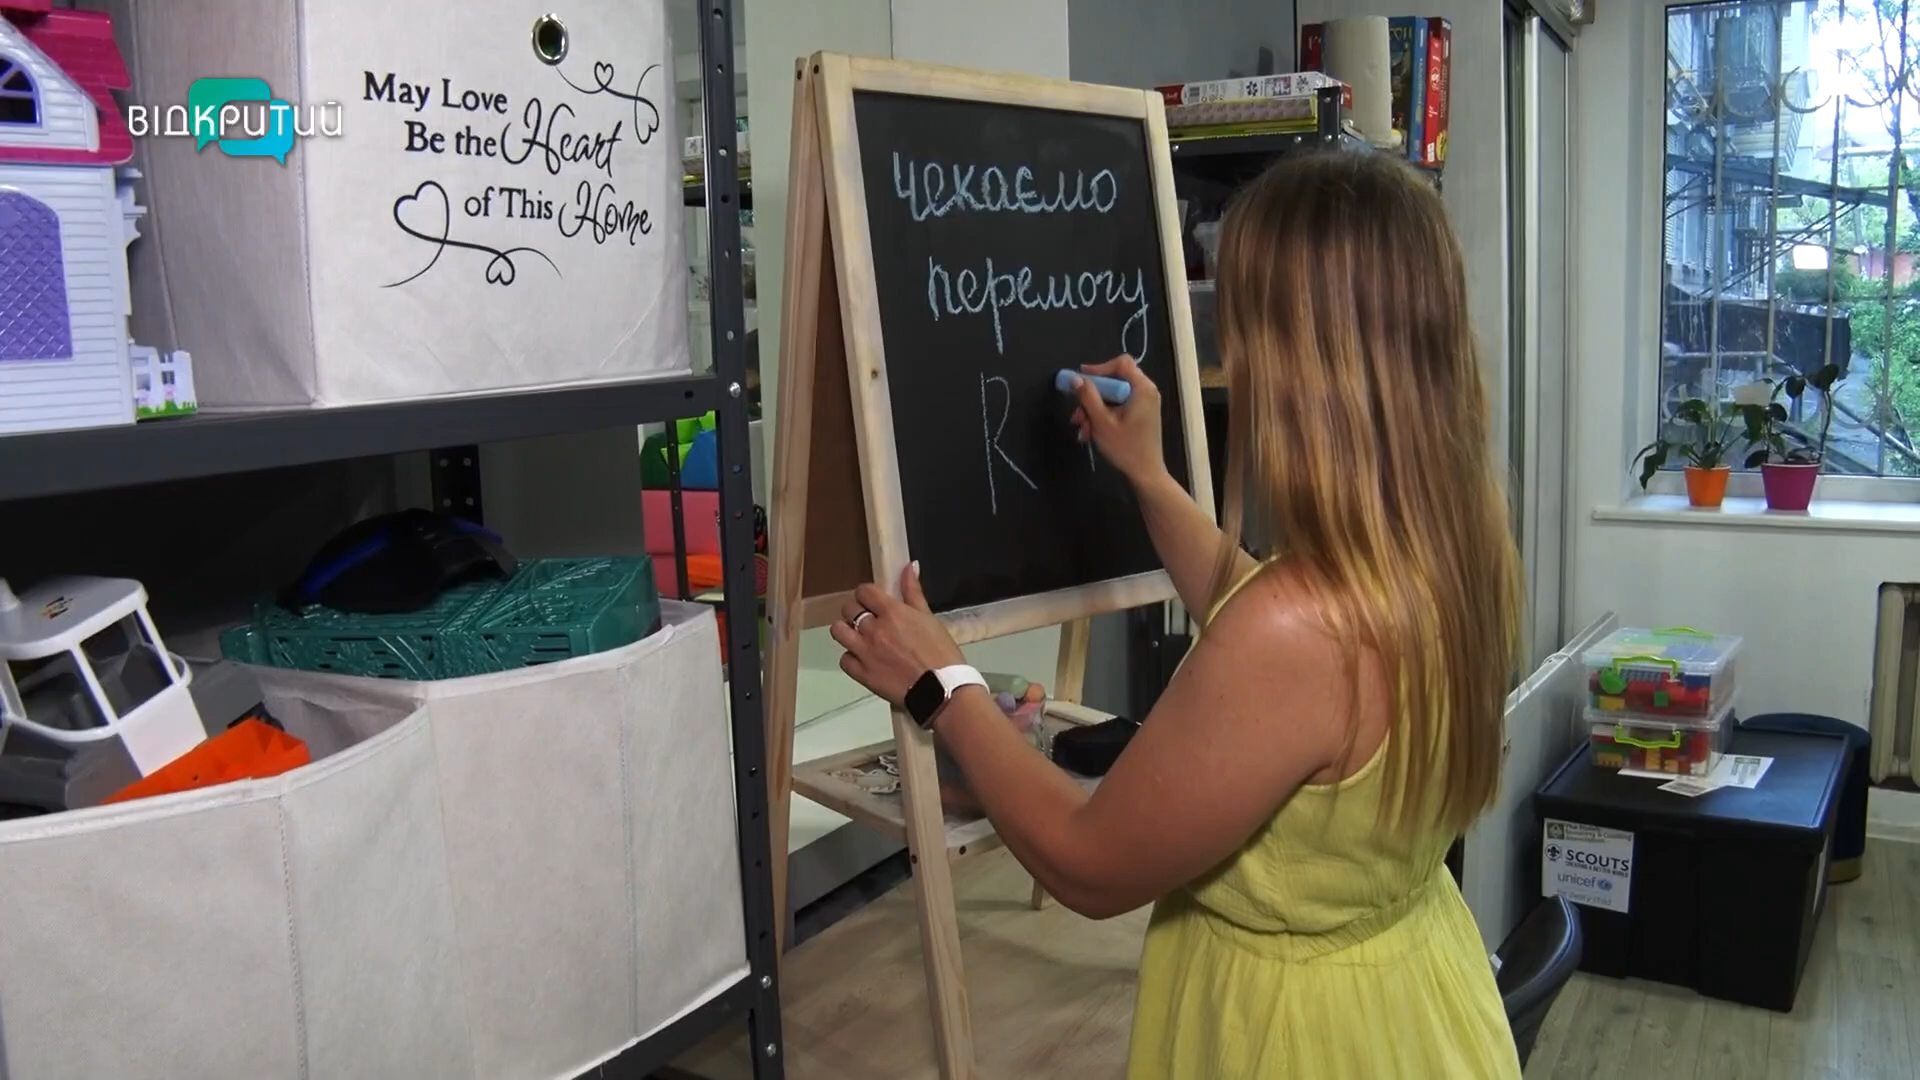 ВІДКРИТИЙ
May Love
Be the Heart
of This Home
чекаємо
перемогу
R
SCOUTS
unicef